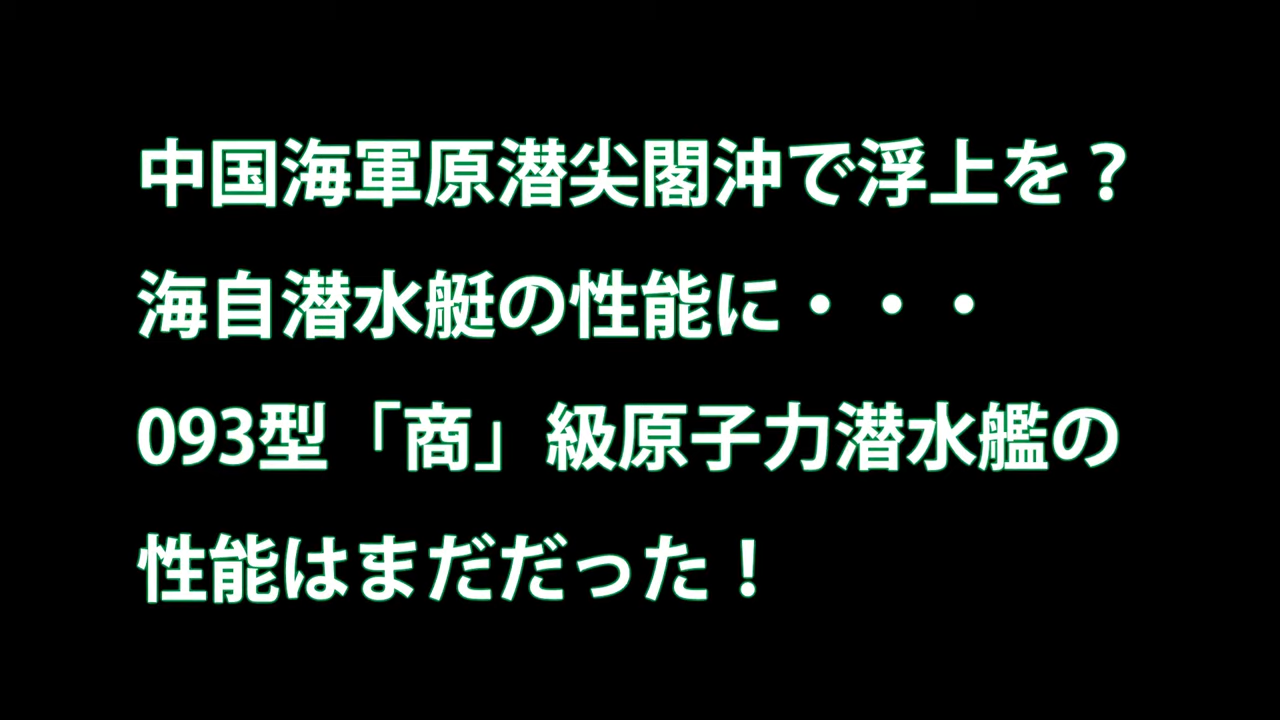 中国海軍原潜尖閣沖で浮上を？
海自潜水艇の性能に・・・
093型「商」級原子力潜水艦の
性能はまだだった！